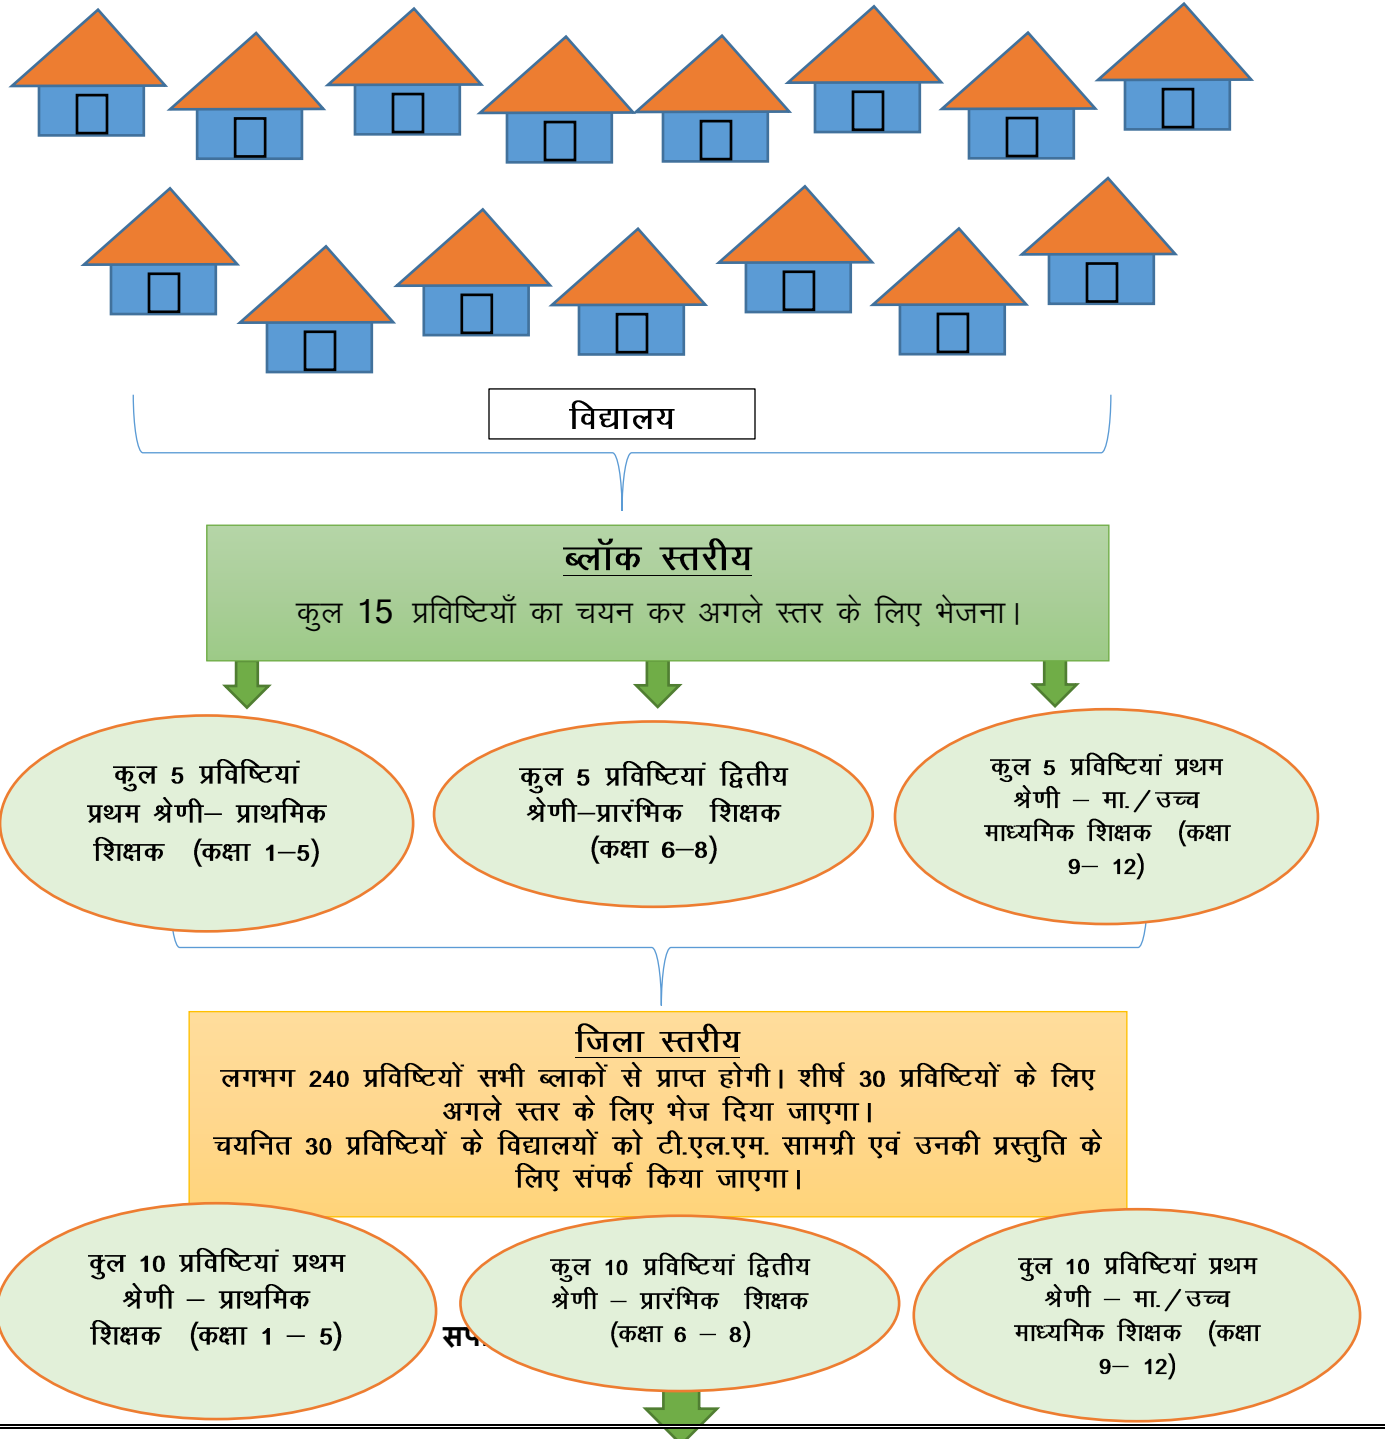 विद्यालय
ब्लॉक स्तरीय
कुल 15 प्रविष्टियाँ का चयन कर अगले स्तर के लिए भेजना।
कुल 5 प्रविष्टियां
प्रथम श्रेणी– प्राथमिक
शिक्षक (कक्षा 1–5)
कुल 5 प्रविष्टियां द्वितीय
श्रेणी–प्रारंभिक शिक्षक
(कक्षा 6–8)
कुल 5 प्रविष्टियां प्रथम
श्रेणी – मा./उच्च
माध्यमिक शिक्षक (कक्षा
9– 12)
जिला स्तरीय
लगभग 240 प्रविष्टियों सभी ब्लाकों से प्राप्त होगी। शीर्ष 30 प्रविष्टियों के लिए
अगले स्तर के लिए भेज दिया जाएगा।
चयनित 30 प्रविष्टियों के विद्यालयों को टी.एल.एम. सामग्री एवं उनकी प्रस्तुति के
लिए संपर्क किया जाएगा।
कुल 10 प्रविष्टियां प्रथम
श्रेणी – प्राथमिक
शिक्षक (कक्षा 1 – 5)
कुल 10 प्रविष्टियां द्वितीय
श्रेणी – प्रारंभिक शिक्षक
(कक्षा 6 – 8)
कुल 10 प्रविष्टियां प्रथम
श्रेणी – मा./उच्च
माध्यमिक शिक्षक (कक्षा
9– 12)